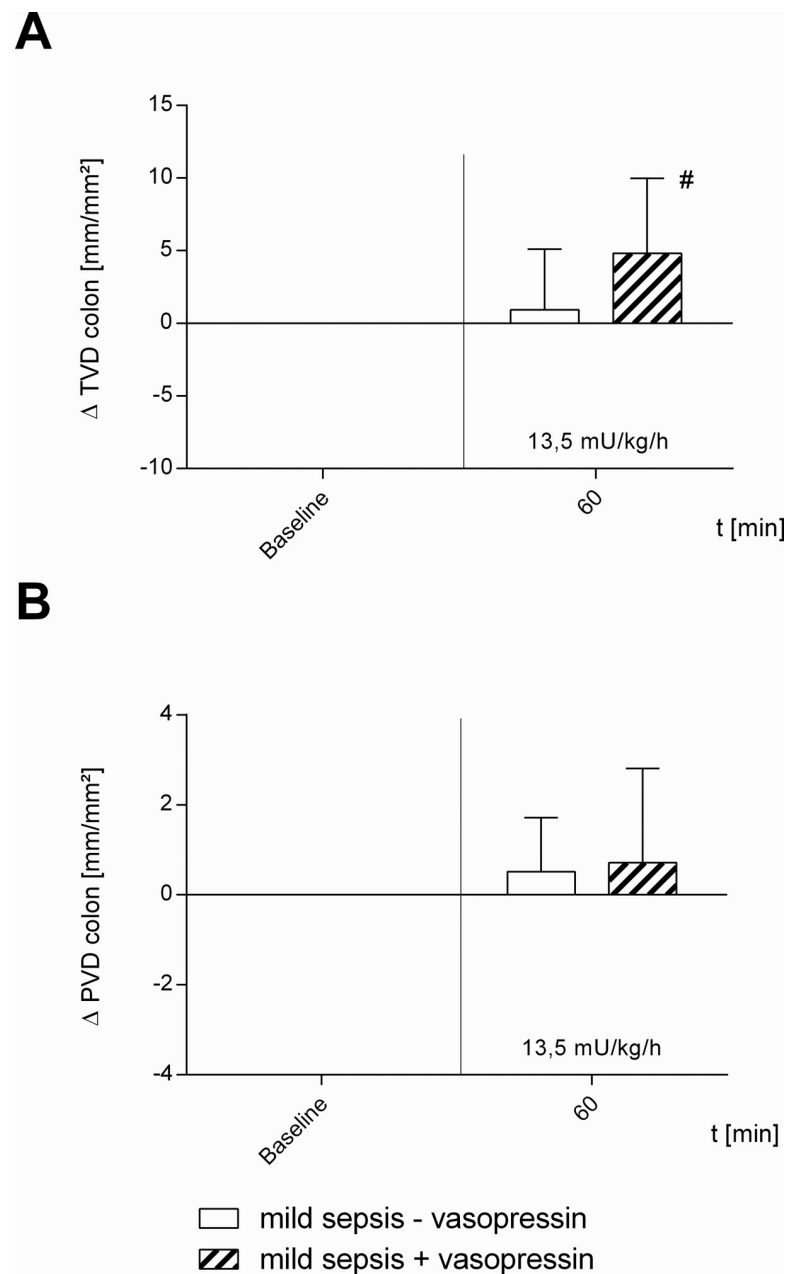 A
15
10
5
0
-5
-10
Δ TVD colon [mm/mm²]
#
13,5 mU/kg/h
Baseline
60
t [min]
B
4
2
0
-2
-4
Δ PVD colon [mm/mm²]
13,5 mU/kg/h
Baseline
60
t [min]
mild sepsis - vasopressin
mild sepsis + vasopressin